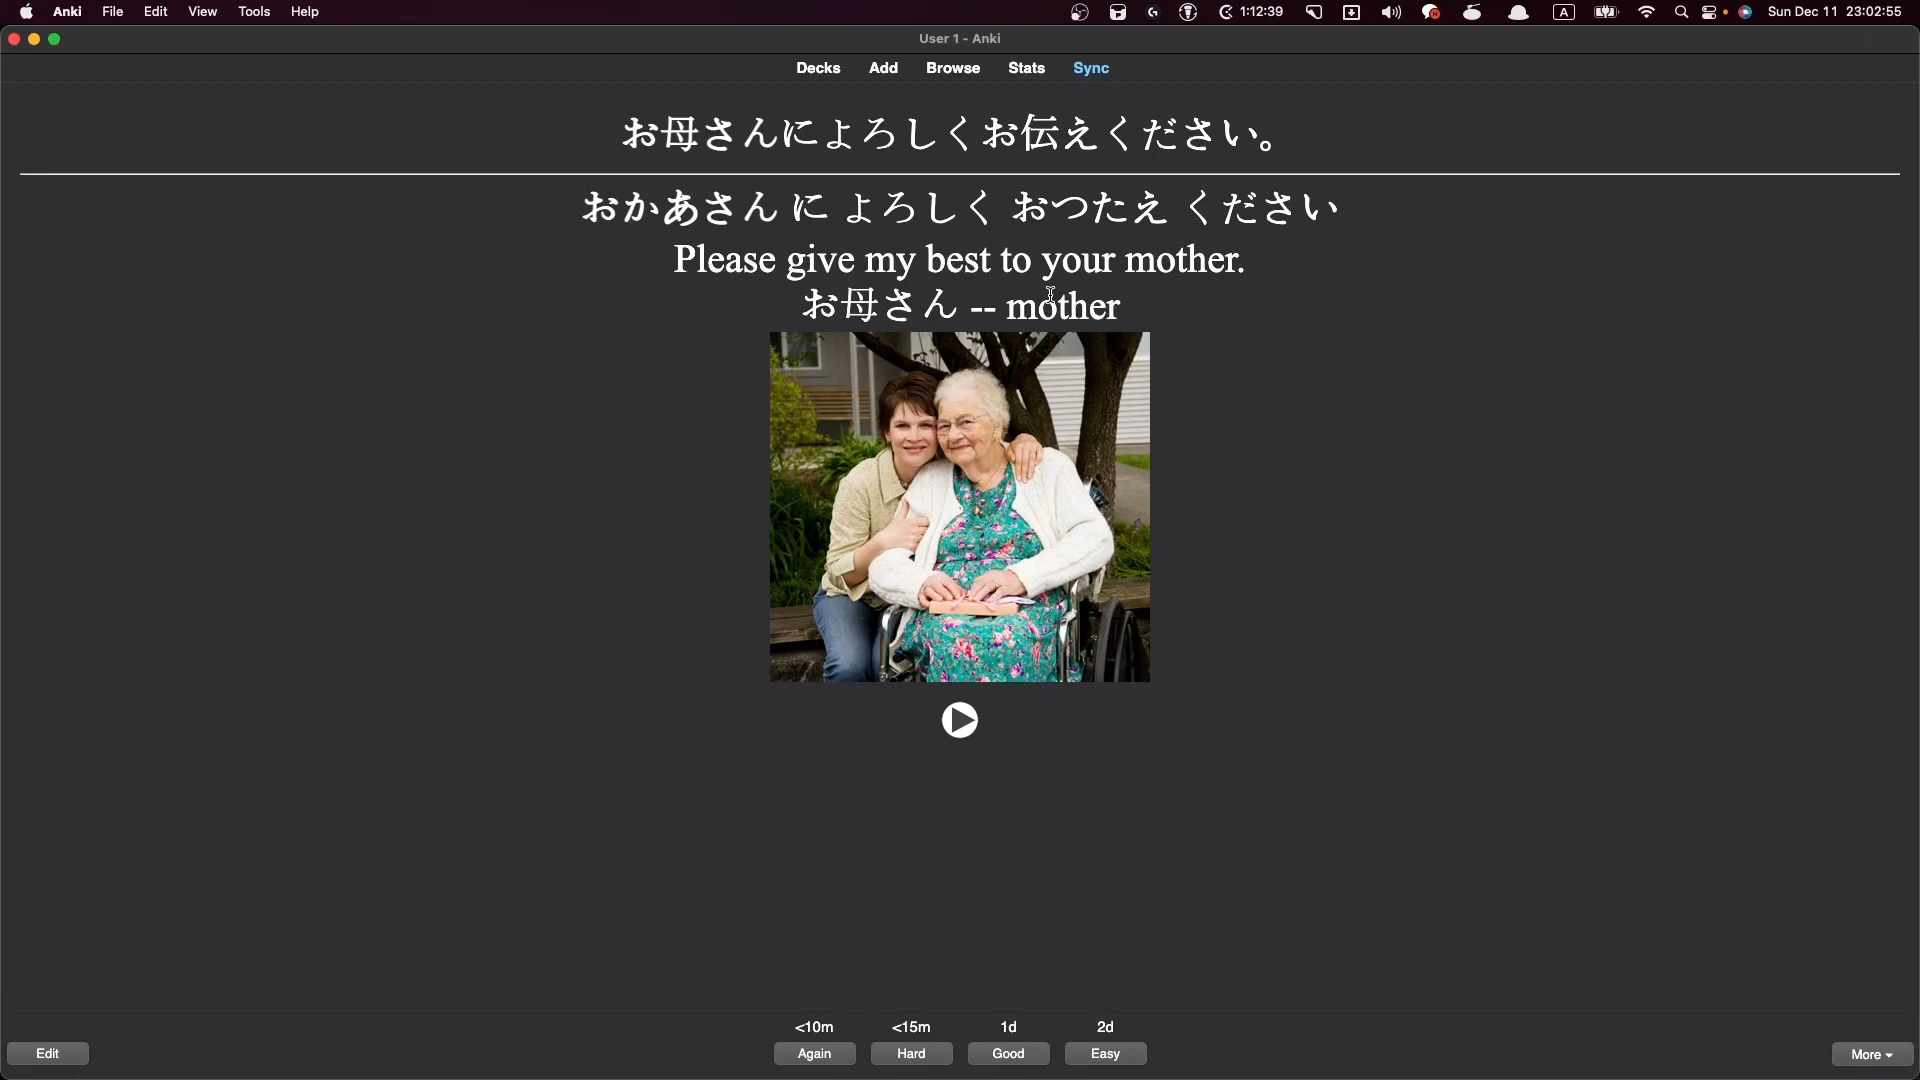 Anki File Edit View Tools Help 1:12:39 A Sun Dec 11 23:02:55
User 1 - Anki
Decks Add Browse Stats Sync
お母さんによろしくお伝えください。
おかあさん に よろしく おつたえ ください
Please give my best to your mother.
お母さん -- mother
<10m <15m 1d 2d
Edit Again Hard Good Easy More